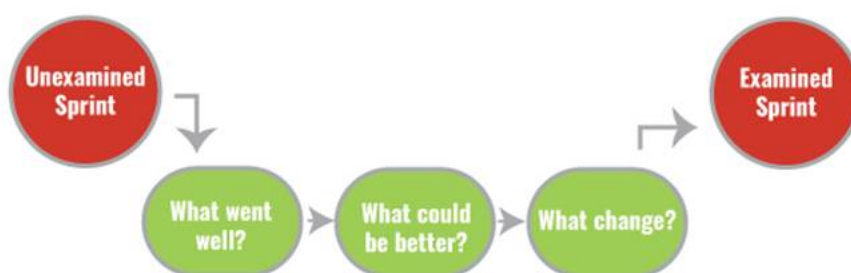 Unexamined
Sprint
Examined
Sprint
What went
well?
What could
be better?
What change?